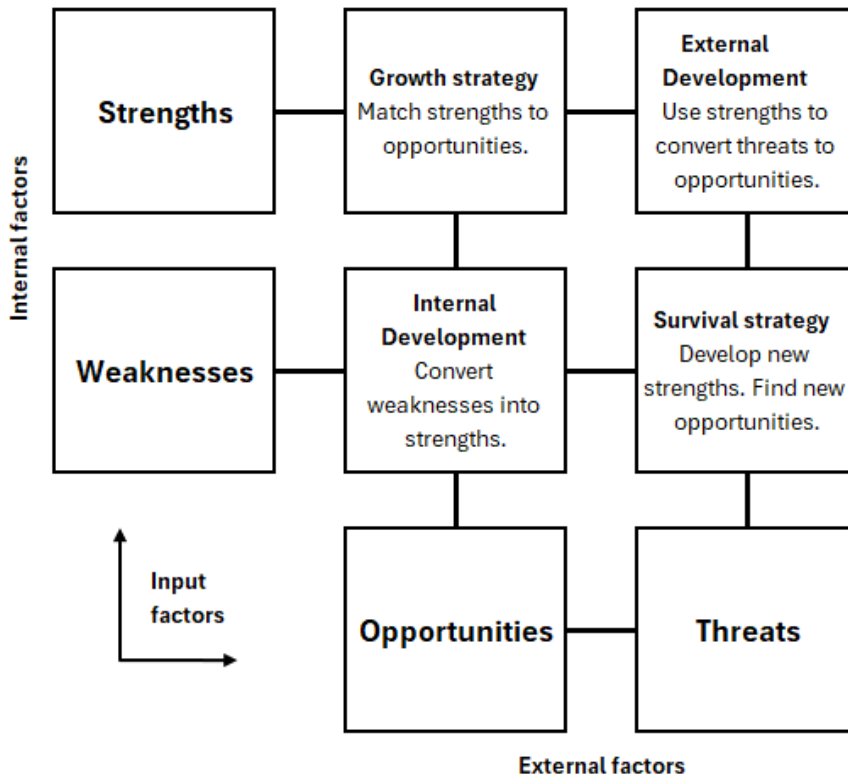 Strengths
Growth strategy
Match strengths to
opportunities.
External
Development
Use strengths to
convert threats to
opportunities.
Internal factors
Weaknesses
Internal
Development
Convert
weaknesses into
strengths.
Survival strategy
Develop new
strengths. Find new
opportunities.
Input
factors
Opportunities
Threats
External factors